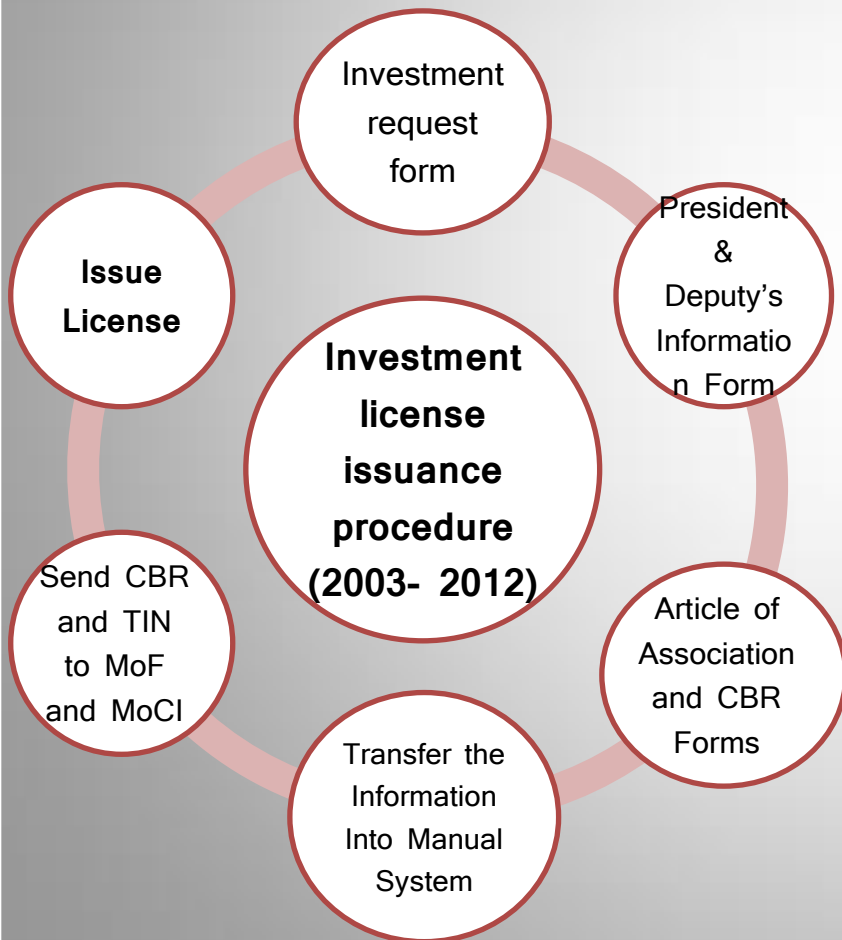 Investment
request
form
President
&
Deputy’s
Informatio
n Form
Article of
Association
and CBR
Forms
Transfer the
Information
Into Manual
System
Send CBR
and TIN
to MoF
and MoCI
Issue
License
Investment
license
issuance
procedure
(2003- 2012)